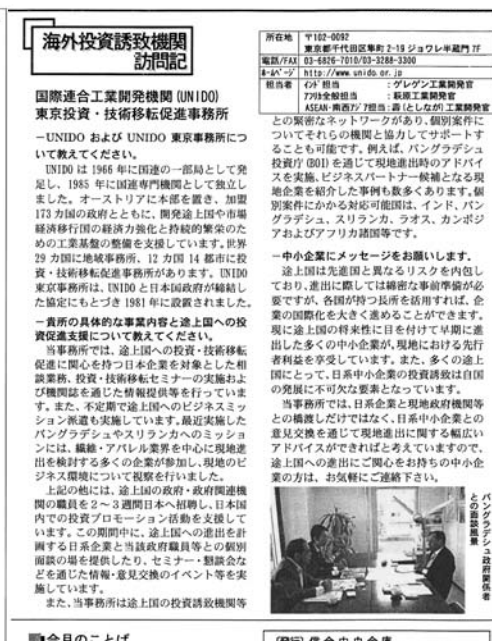 海外投資誘致機関
訪問記
国際連合工業開発機関 (UNIDO)
東京投資・技術移転促進事務所
－UNIDO および UNIDO 東京事務所につ
いて教えてください。
UNIDO は 1966 年に国連の一部局として発
足し、1985 年に国連専門機関として独立し
ました。オーストリアに本部を置き、加盟
173 カ国の政府とともに、開発途上国や市場
経済移行国の経済力強化と持続的繁栄のた
めの工業基盤の整備を支援しています。世界
29 カ国に地域事務所、12 カ国 14 都市に投
資・技術移転促進事務所があります。UNIDO
東京事務所は、UNIDO と日本国政府が締結し
た協定にもとづき 1981 年に設置されました。
－貴所の具体的な事業内容と途上国への投
資促進支援について教えてください。
当事務所では、途上国への投資・技術移転
促進に関心を持つ日本企業を対象とした相
談業務、投資・技術移転セミナーの実施およ
び機関誌を通じた情報提供等を行っていま
す。また、不定期で途上国へのビジネスミッ
ション派遣も実施しています。最近実施した
バングラデシュやスリランカへのミッショ
ンには、繊維・アパレル業界を中心に現地進
出を検討する多くの企業が参加し、現地のビ
ジネス環境について視察を行いました。
上記の他には、途上国の政府・政府関連機
関の職員を 2～3 週間日本へ招聘し、日本国
内での投資プロモーション活動を支援して
います。この期間中に、途上国への進出を計
画する日系企業と当該政府職員等との個別
面談の場を提供したり、セミナー・懇談会な
どを通じた情報・意見交換のイベント等を実
施しています。
また、当事務所は途上国の投資誘致機関等
所在地 〒102-0092
東京都千代田区隼町 2-19 ジョワレ半蔵門 7F
電話/FAX 03-6826-7010/03-3288-3300
ﾎｰﾑﾍﾟｰｼﾞ http://www.unido.or.jp
担当者 ｲﾝﾄﾞ担当 :グレゲン工業開発官
ｱﾌﾘｶ全般担当 :萩原工業開発官
ASEAN･南西ｱｼﾞｱ担当:壽(としなが)工業開発官
との緊密なネットワークがあり、個別案件に
ついてそれらの機関と協力してサポートす
ることも可能です。例えば、バングラデシュ
投資庁(BOI)を通じて現地進出時のアドバイ
スを実施、ビジネスパートナー候補となる現
地企業を紹介した事例も数多くあります。個
別案件にかかる対応可能国は、インド、バン
グラデシュ、スリランカ、ラオス、カンボジ
アおよびアフリカ諸国等です。
－中小企業にメッセージをお願いします。
途上国は先進国と異なるリスクを内包し
ており、進出に際しては綿密な事前準備が必
要ですが、各国が持つ長所を活用すれば、企
業の国際化を大きく進めることができます。
現に途上国の将来性に目を付けて早期に進
出した多くの中小企業が、現地における先行
者利益を享受しています。また、多くの途上
国にとって、日系中小企業の投資誘致は自国
の発展に不可欠な要素となっています。
当事務所では、日系企業と現地政府機関等
との橋渡しだけではなく、日系中小企業との
意見交換を通じて現地進出に関する幅広い
アドバイスができればと考えていますので、
途上国への進出にご関心をお持ちの中小企
業の方は、お気軽にご連絡下さい。
バングラデシュ政府関係者
との面談風景
今月のことば
信金中央金庫